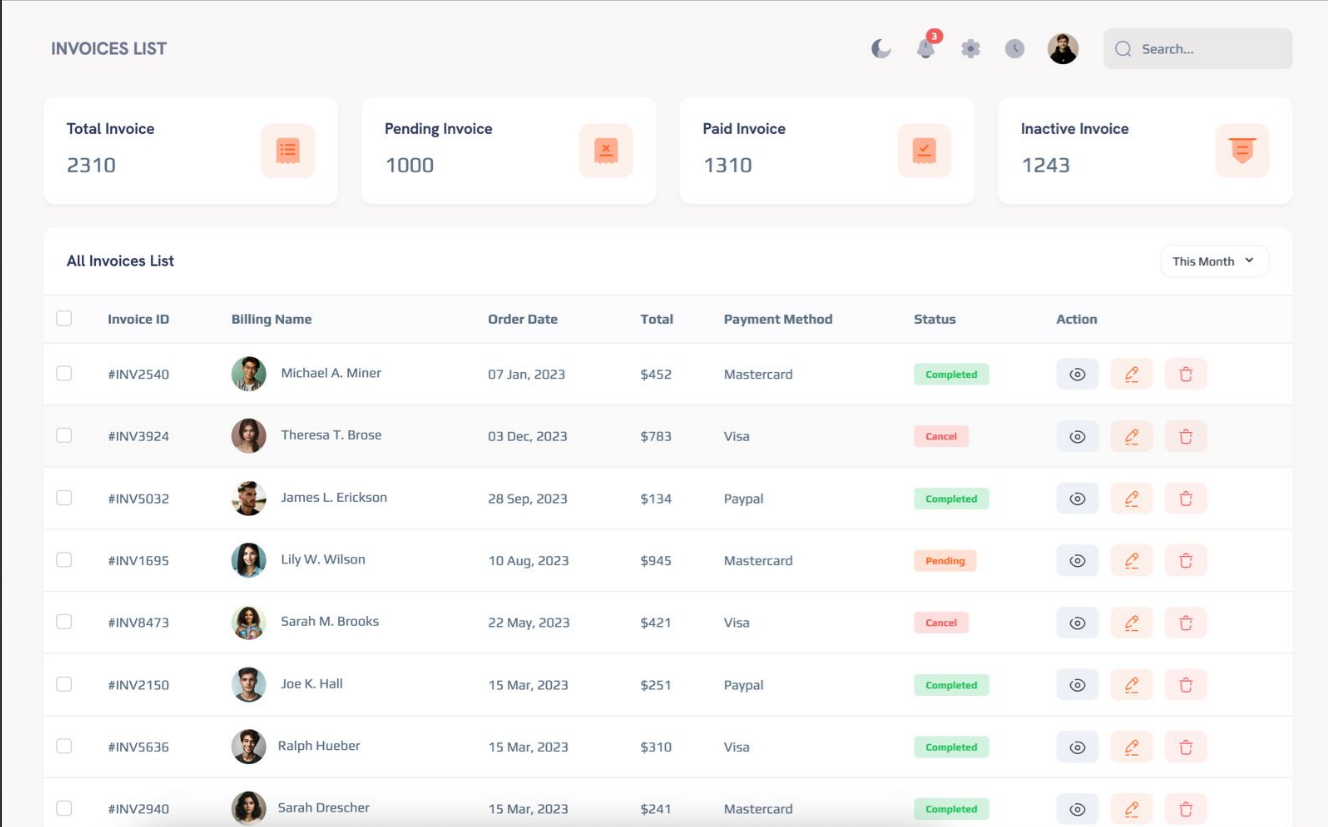 INVOICES LIST
3
Search...
Total Invoice
2310
Pending Invoice
1000
Paid Invoice
1310
Inactive Invoice
1243
All Invoices List
This Month
Invoice ID Billing Name Order Date Total Payment Method Status Action
#INV2540 Michael A. Miner 07 Jan, 2023 $452 Mastercard Completed
#INV3924 Theresa T. Brose 03 Dec, 2023 $783 Visa Cancel
#INV5032 James L. Erickson 28 Sep, 2023 $134 Paypal Completed
#INV1695 Lily W. Wilson 10 Aug, 2023 $945 Mastercard Pending
#INV8473 Sarah M. Brooks 22 May, 2023 $421 Visa Cancel
#INV2150 Joe K. Hall 15 Mar, 2023 $251 Paypal Completed
#INV5636 Ralph Hueber 15 Mar, 2023 $310 Visa Completed
#INV2940 Sarah Drescher 15 Mar, 2023 $241 Mastercard Completed